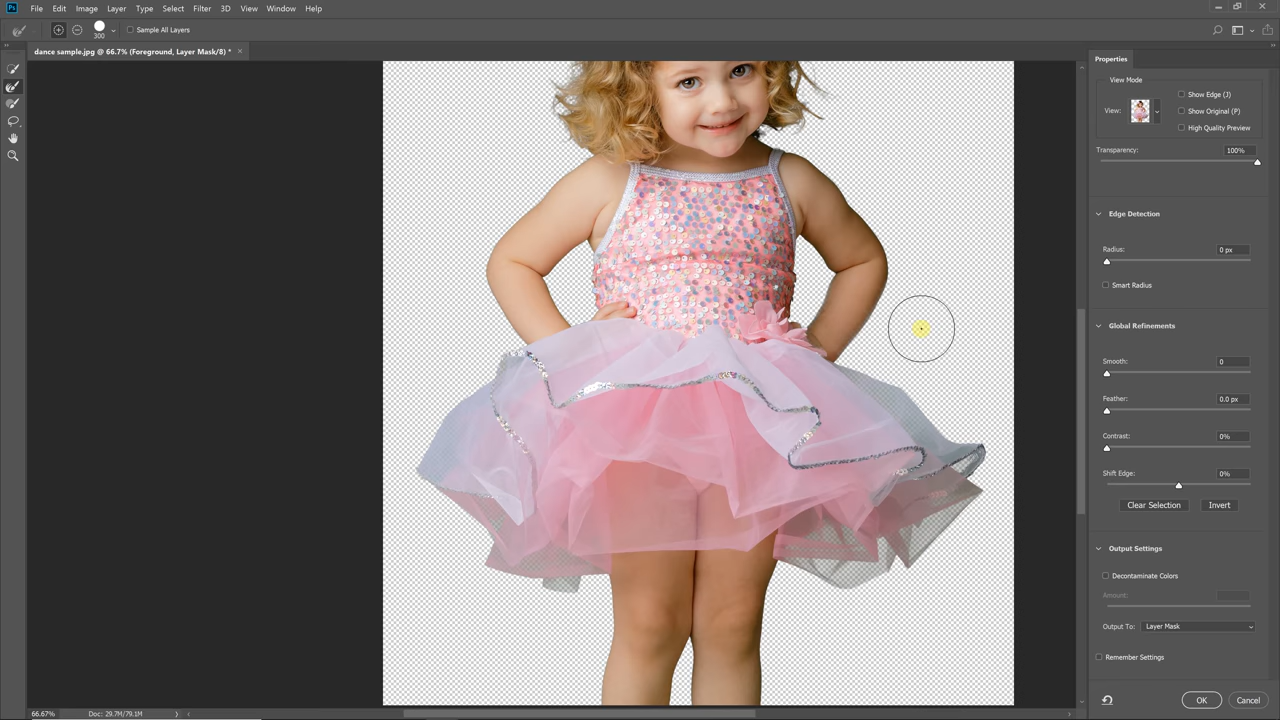 Ps File Edit Image Layer Type Select Filter 3D View Window Help
300 Sample All Layers
dance sample.jpg @ 66.7% (Foreground, Layer Mask/8) * ×
Properties
View Mode
Show Edge (J)
View: Show Original (P)
High Quality Preview
Transparency: 100%
Edge Detection
Radius: 0 px
Smart Radius
Global Refinements
Smooth: 0
Feather: 0.0 px
Contrast: 0%
Shift Edge: 0%
Clear Selection Invert
Output Settings
Decontaminate Colors
Amount:
Output To: Layer Mask
Remember Settings
OK Cancel
66.67% Doc: 29.7M/79.1M